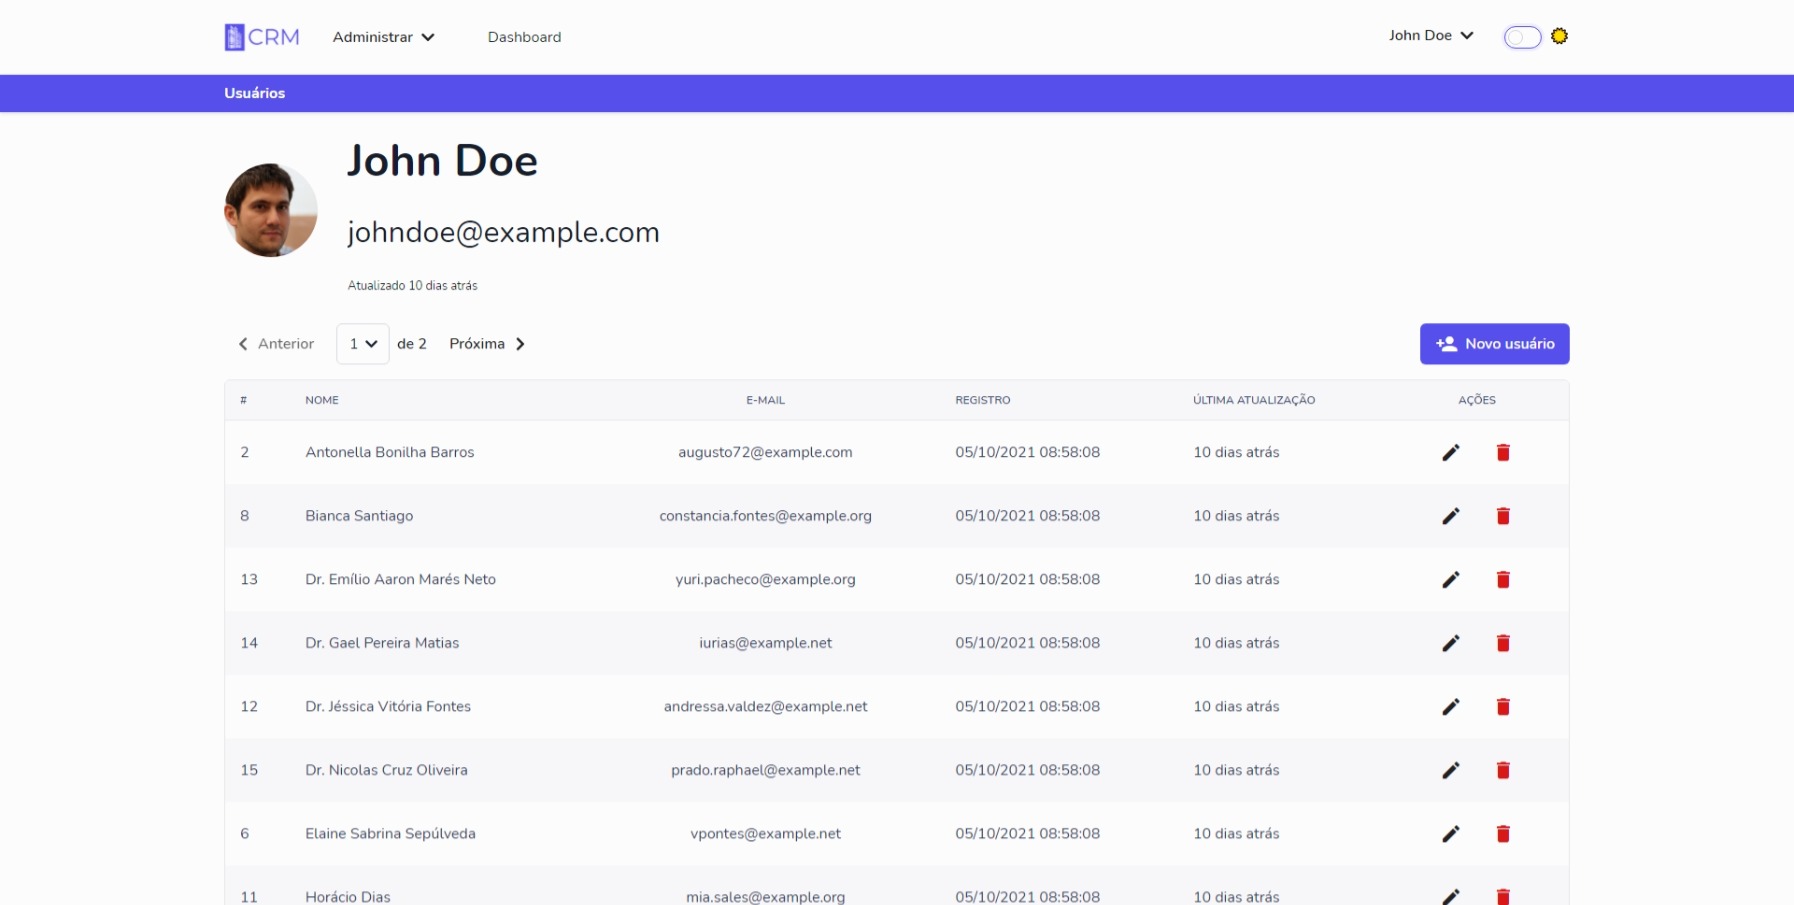 CRM Administrar Dashboard John Doe
Usuários
John Doe
johndoe@example.com
Atualizado 10 dias atrás
Anterior 1 de 2 Próxima Novo usuário
# NOME E-MAIL REGISTRO ÚLTIMA ATUALIZAÇÃO AÇÕES
2 Antonella Bonilha Barros augusto72@example.com 05/10/2021 08:58:08 10 dias atrás
8 Bianca Santiago constancia.fontes@example.org 05/10/2021 08:58:08 10 dias atrás
13 Dr. Emílio Aaron Marés Neto yuri.pacheco@example.org 05/10/2021 08:58:08 10 dias atrás
14 Dr. Gael Pereira Matias iurias@example.net 05/10/2021 08:58:08 10 dias atrás
12 Dr. Jéssica Vitória Fontes andressa.valdez@example.net 05/10/2021 08:58:08 10 dias atrás
15 Dr. Nicolas Cruz Oliveira prado.raphael@example.net 05/10/2021 08:58:08 10 dias atrás
6 Elaine Sabrina Sepúlveda vpontes@example.net 05/10/2021 08:58:08 10 dias atrás
11 Horácio Dias mia.sales@example.org 05/10/2021 08:58:08 10 dias atrás